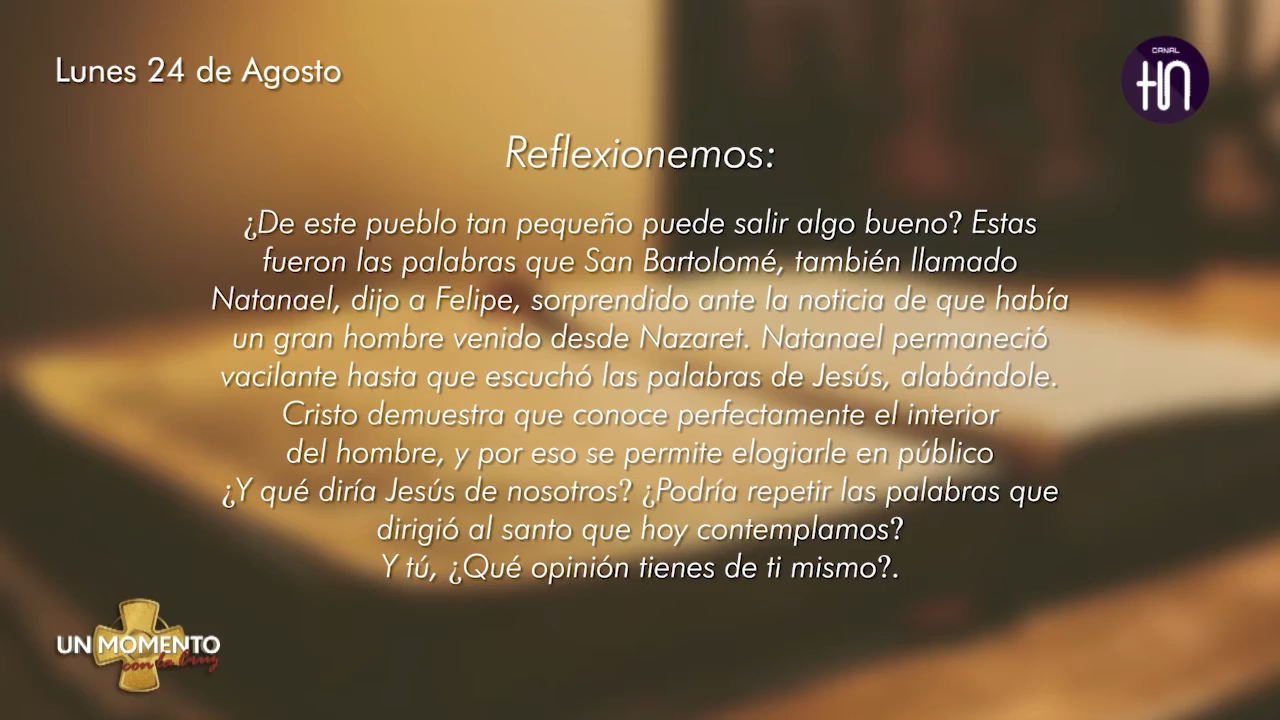 Lunes 24 de Agosto
CANAL
HN
Reflexionemos:
¿De este pueblo tan pequeño puede salir algo bueno? Estas
fueron las palabras que San Bartolomé, también llamado
Natanael, dijo a Felipe, sorprendido ante la noticia de que había
un gran hombre venido desde Nazaret. Natanael permaneció
vacilante hasta que escuchó las palabras de Jesús, alabándole.
Cristo demuestra que conoce perfectamente el interior
del hombre, y por eso se permite elogiarle en público
¿Y qué diría Jesús de nosotros? ¿Podría repetir las palabras que
dirigió al santo que hoy contemplamos?
Y tú, ¿Qué opinión tienes de ti mismo?.
UN MOMENTO
con la Cruz